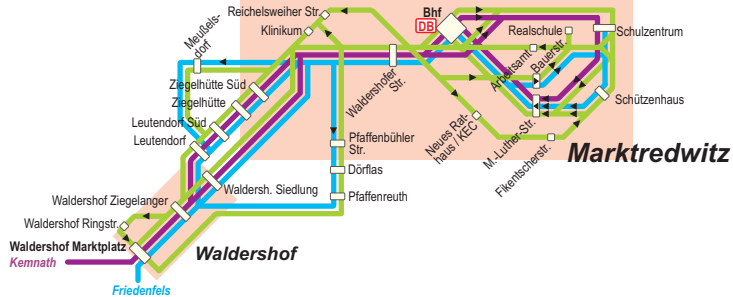 Reichelsweiher Str.
Klinikum
Bhf
DB
Realschule
Schulzentrum
Meußels-
dorf
Arbeitsamt
Bauerstr.
Ziegelhütte Süd
Ziegelhütte
Waldershofer
Str.
Schützenhaus
Leutendorf Süd
Leutendorf
Pfaffenbühler
Str.
Neues Rat-
haus / KEC
M.-Luther-Str.
Fikentscherstr.
Marktredwitz
Dörflas
Waldersh. Siedlung
Pfaffenreuth
Waldershof Ziegelanger
Waldershof Ringstr.
Waldershof Marktplatz
Waldershof
Kemnath
Friedenfels